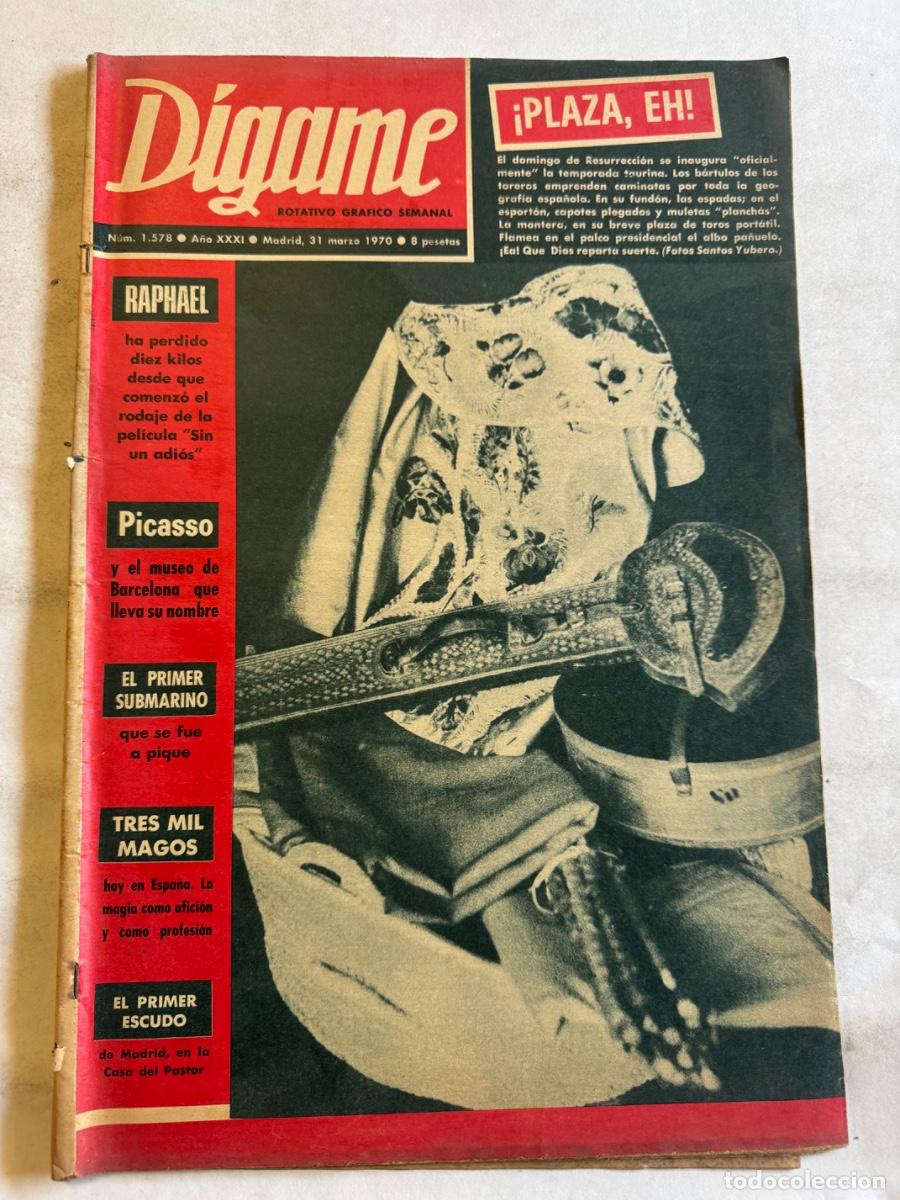 Dígame
ROTATIVO GRAFICO SEMANAL
Núm. 1.578 ● Año XXXI ● Madrid, 31 marzo 1970 ● 8 pesetas
¡PLAZA, EH!
El domingo de Resurrección se inaugura "oficial-
mente" la temporada taurina. Los bártulos de los
toreros emprenden caminatas por toda la geo-
grafía española. En su fundón, las espadas; en el
esportón, capotes plegados y muletas "planchás".
La montera, en su breve plaza de toros portátil.
Flamea en el palco presidencial el albo pañuelo.
¡Ea! Que Dios reparta suerte. (Fotos Santos Yubero.)
RAPHAEL
ha perdido
diez kilos
desde que
comenzó el
rodaje de la
película "Sin
un adiós"
Picasso
y el museo de
Barcelona que
lleva su nombre
EL PRIMER
SUBMARINO
que se fue
a pique
TRES MIL
MAGOS
hay en España. La
magia como afición
y como profesión
EL PRIMER
ESCUDO
de Madrid, en la
Casa del Pastor
todocoleccion